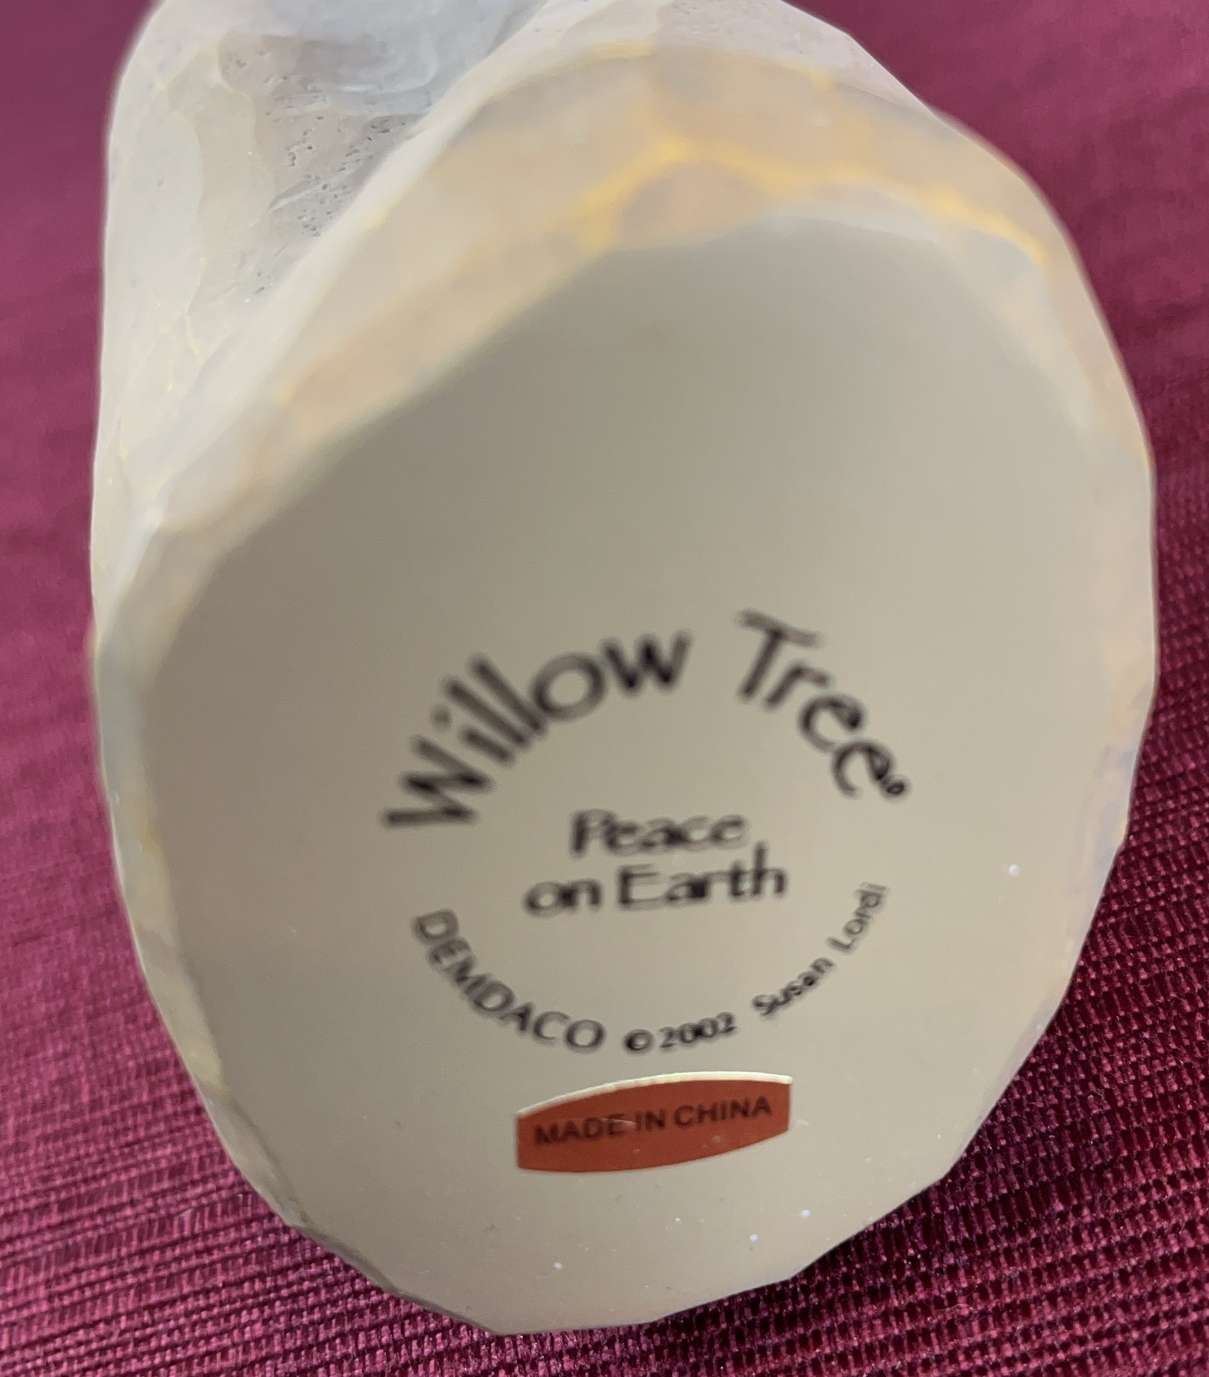 Willow Tree®
Peace
on Earth
DEMDACO ©2002 Susan Lordi
MADE IN CHINA